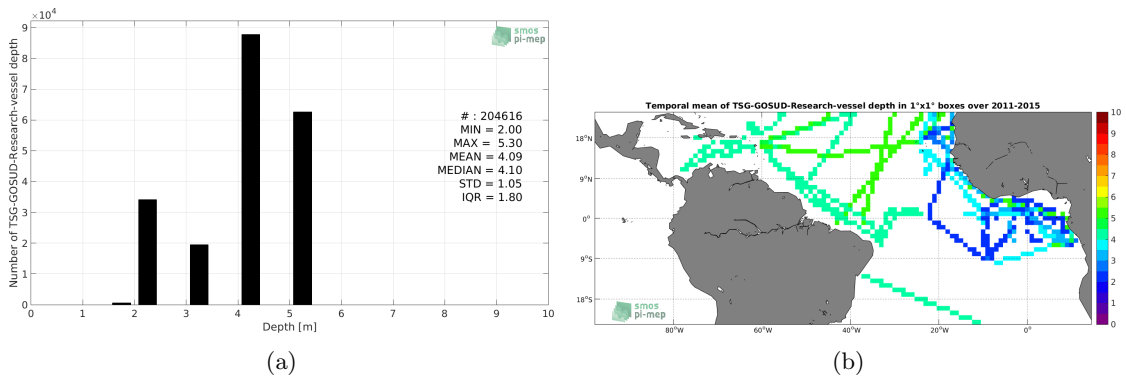 ×10⁴
9
8
7
6
5
4
3
2
1
0
Number of TSG-GOSUD-Research-vessel depth
smos
pi-mep
# : 204616
MIN = 2.00
MAX = 5.30
MEAN = 4.09
MEDIAN = 4.10
STD = 1.05
IQR = 1.80
0 1 2 3 4 5 6 7 8 9 10
Depth [m]
(a)
Temporal mean of TSG-GOSUD-Research-vessel depth in 1°x1° boxes over 2011-2015
18°N
9°N
0°
9°S
18°S
smos
pi-mep
80°W 60°W 40°W 20°W 0°
10
9
8
7
6
5
4
3
2
1
0
(b)